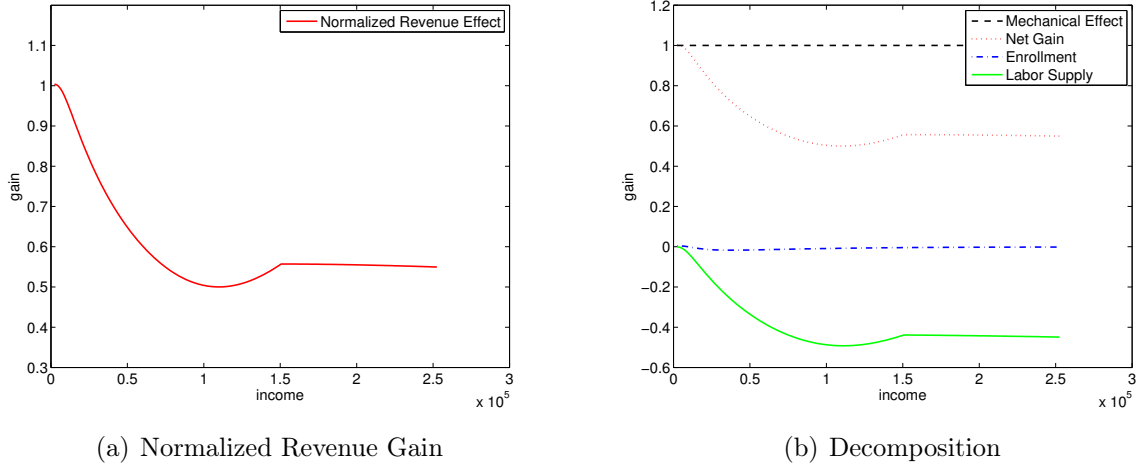 Normalized Revenue Effect
1.1
1
0.9
0.8
0.7
0.6
0.5
0.4
0.3
gain
0 0.5 1 1.5 2 2.5 3
income
x 10^5
(a) Normalized Revenue Gain
Mechanical Effect
Net Gain
Enrollment
Labor Supply
1.2
1
0.8
0.6
0.4
0.2
0
−0.2
−0.4
−0.6
gain
0 0.5 1 1.5 2 2.5 3
income
x 10^5
(b) Decomposition